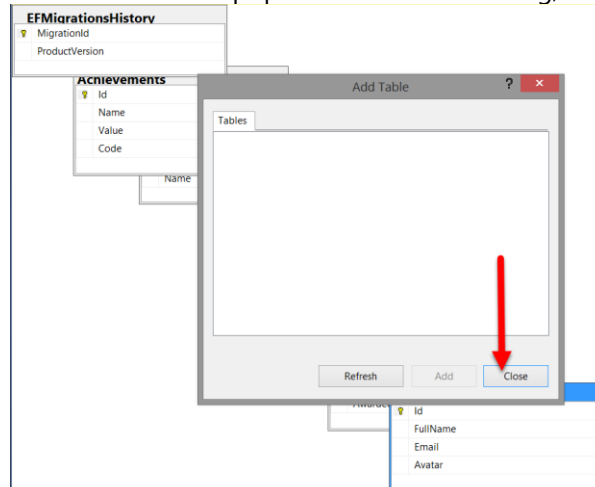 EFMigrationsHistory
MigrationId
ProductVersion
Achievements
Id
Name
Value
Code
Name
Add Table
?
×
Tables
Refresh
Add
Close
Id
FullName
Email
Avatar